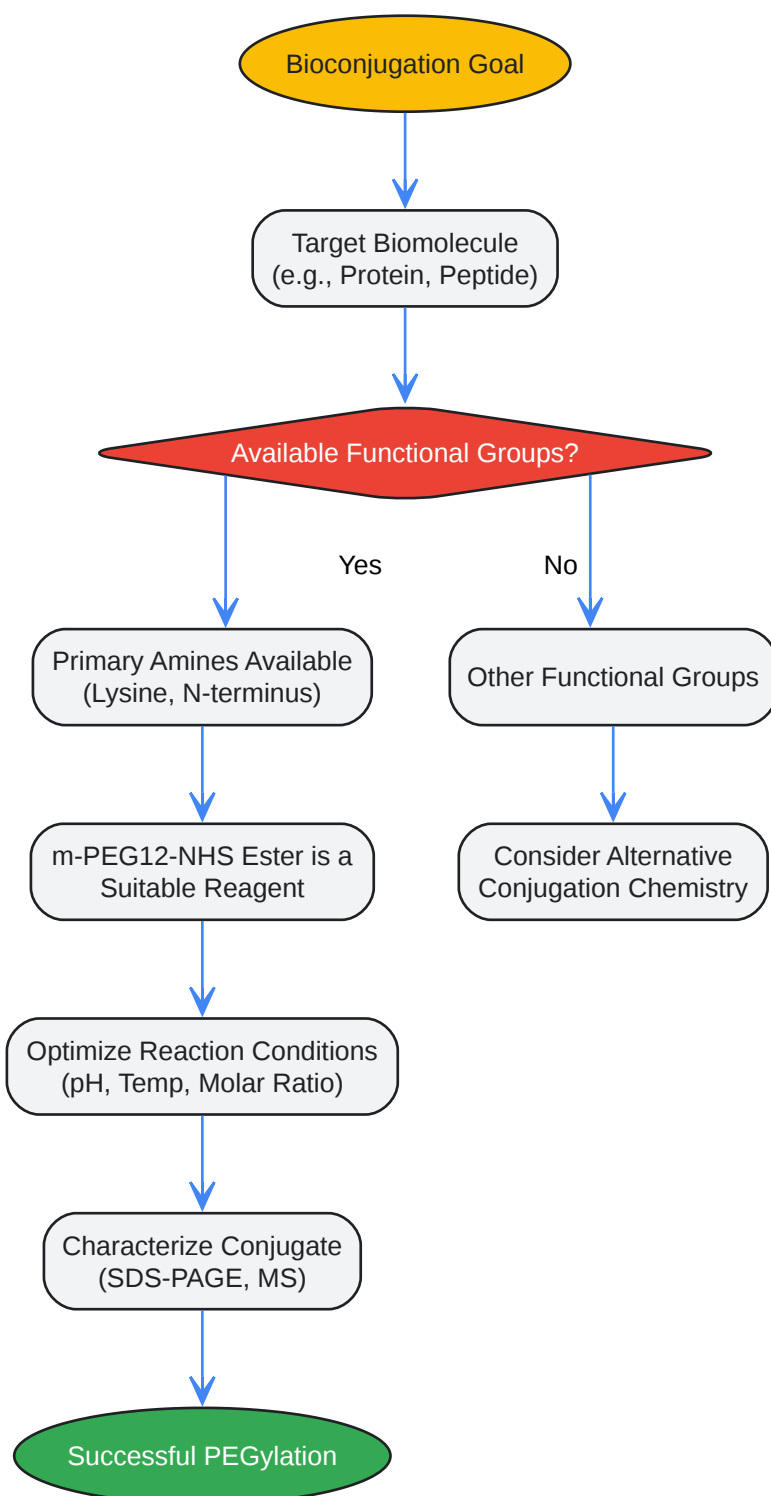 Bioconjugation Goal
Target Biomolecule
(e.g., Protein, Peptide)
Available Functional Groups?
Yes
No
Primary Amines Available
(Lysine, N-terminus)
Other Functional Groups
m-PEG12-NHS Ester is a
Suitable Reagent
Consider Alternative
Conjugation Chemistry
Optimize Reaction Conditions
(pH, Temp, Molar Ratio)
Characterize Conjugate
(SDS-PAGE, MS)
Successful PEGylation